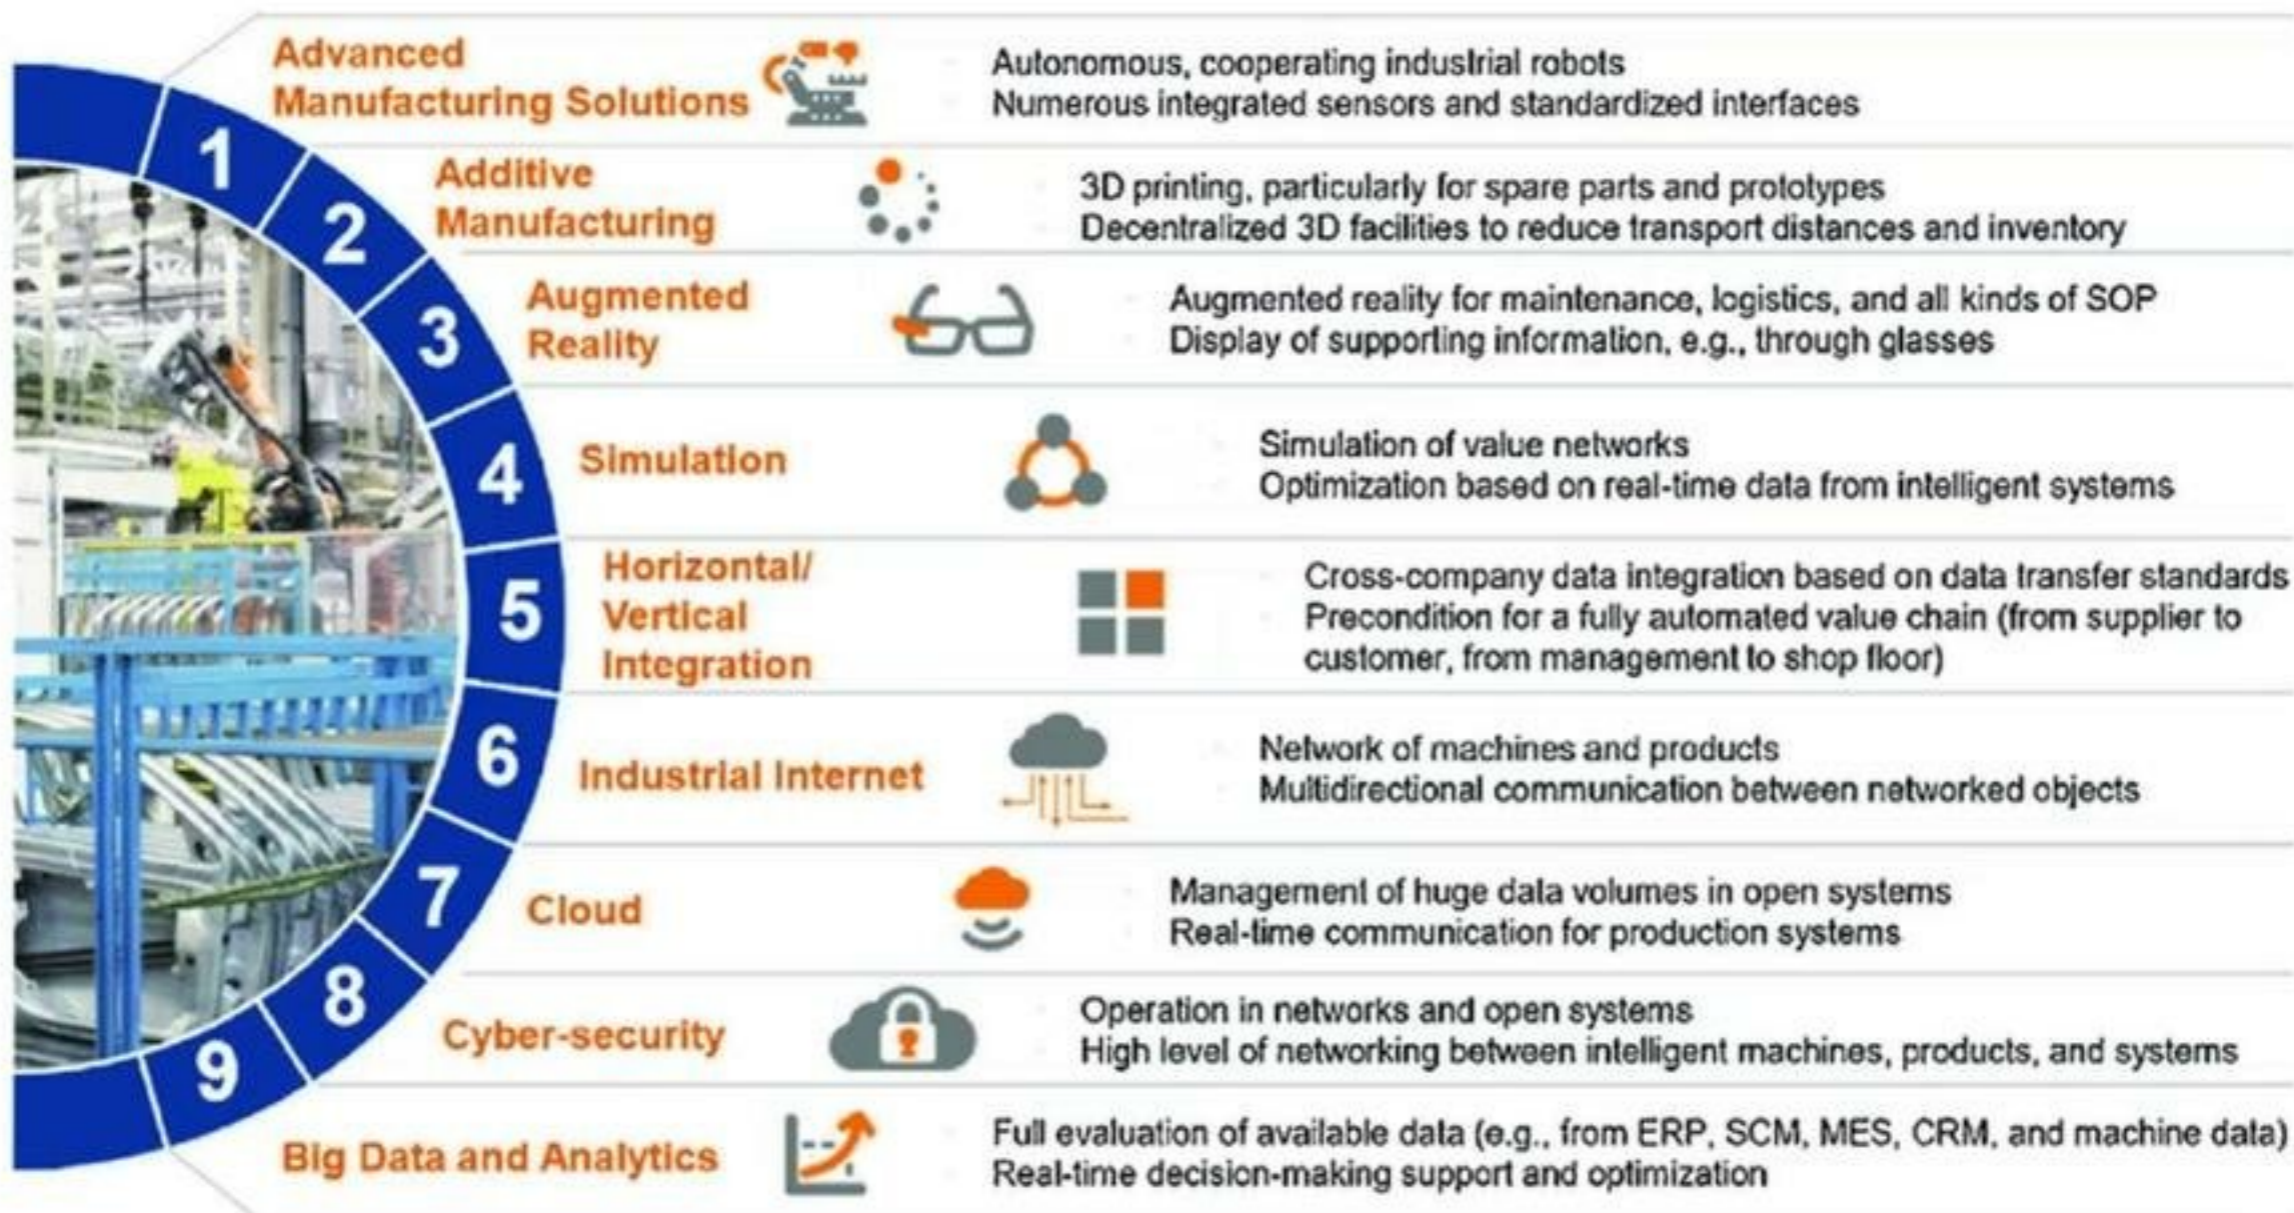 1
Advanced
Manufacturing Solutions
Autonomous, cooperating industrial robots
Numerous integrated sensors and standardized interfaces
2
Additive
Manufacturing
3D printing, particularly for spare parts and prototypes
Decentralized 3D facilities to reduce transport distances and inventory
3
Augmented
Reality
Augmented reality for maintenance, logistics, and all kinds of SOP
Display of supporting information, e.g., through glasses
4
Simulation
Simulation of value networks
Optimization based on real-time data from intelligent systems
5
Horizontal/
Vertical
Integration
Cross-company data integration based on data transfer standards
Precondition for a fully automated value chain (from supplier to
customer, from management to shop floor)
6
Industrial Internet
Network of machines and products
Multidirectional communication between networked objects
7
Cloud
Management of huge data volumes in open systems
Real-time communication for production systems
8
Cyber-security
Operation in networks and open systems
High level of networking between intelligent machines, products, and systems
9
Big Data and Analytics
Full evaluation of available data (e.g., from ERP, SCM, MES, CRM, and machine data)
Real-time decision-making support and optimization